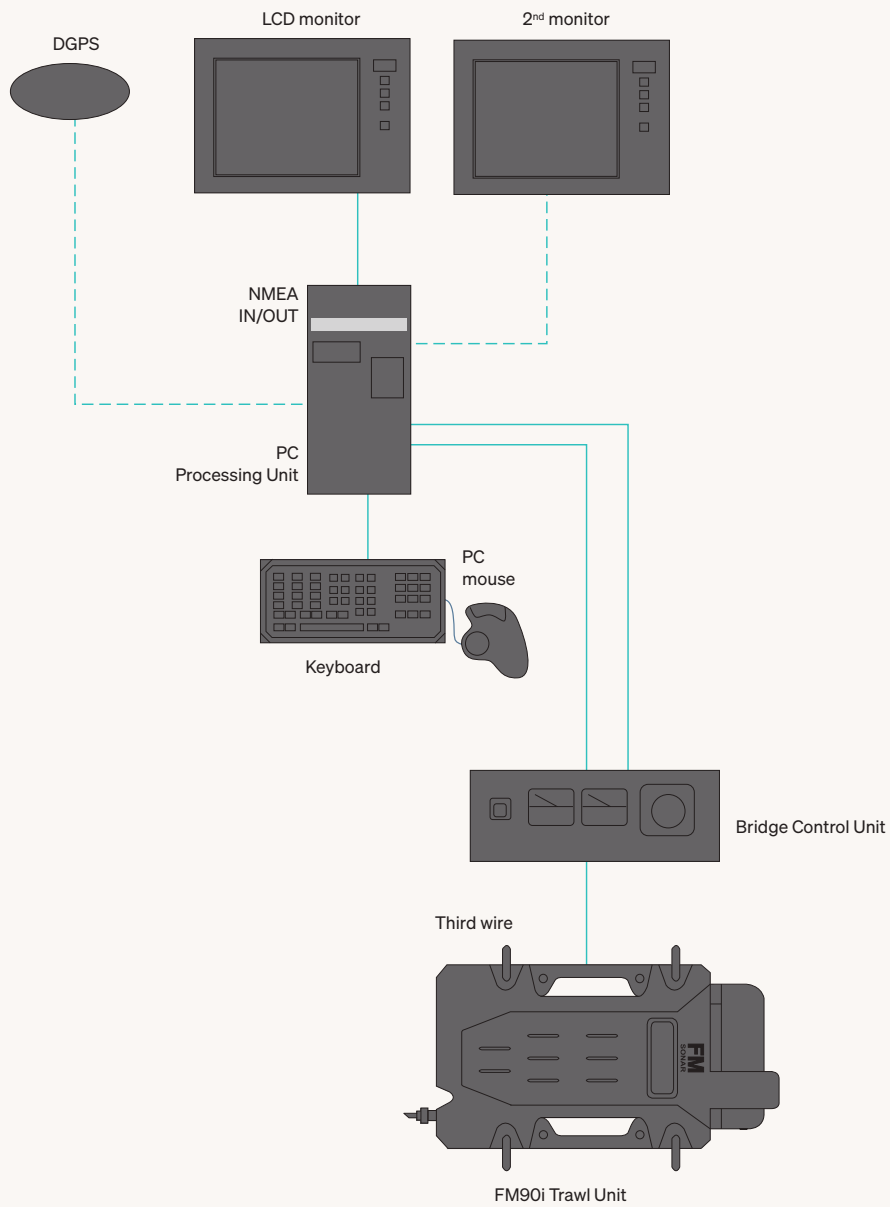 LCD monitor
2nd monitor
DGPS
NMEA
IN/OUT
PC
Processing Unit
PC
mouse
Keyboard
Bridge Control Unit
Third wire
FM
SONAR
FM90i Trawl Unit